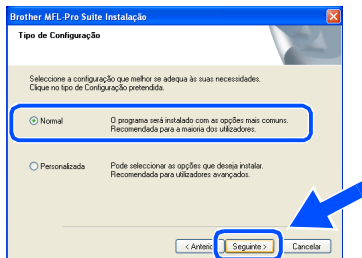 Brother MFL-Pro Suite Instalação
Tipo de Configuração
Seleccione a configuração que melhor se adequa às suas necessidades.
Clique no tipo de Configuração pretendida.
Normal
O programa será instalado com as opções mais comuns.
Recomendada para a maioria dos utilizadores.
Personalizada
Pode seleccionar as opções que deseja instalar.
Recomendada para utilizadores avançados.
< Anterio Seguinte > Cancelar